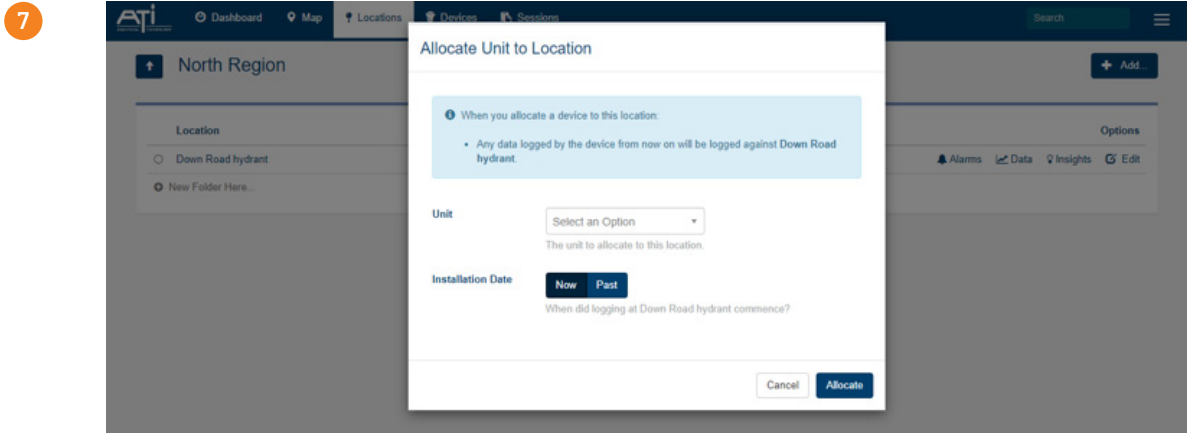 7
ATi
Dashboard Map Locations Devices Sessions Search
Allocate Unit to Location
North Region
Add...
When you allocate a device to this location:
Any data logged by the device from now on will be logged against Down Road
hydrant.
Location Options
Down Road hydrant Alarms Data Insights Edit
New Folder Here...
Unit Select an Option
The unit to allocate to this location.
Installation Date Now Past
When did logging at Down Road hydrant commence?
Cancel Allocate